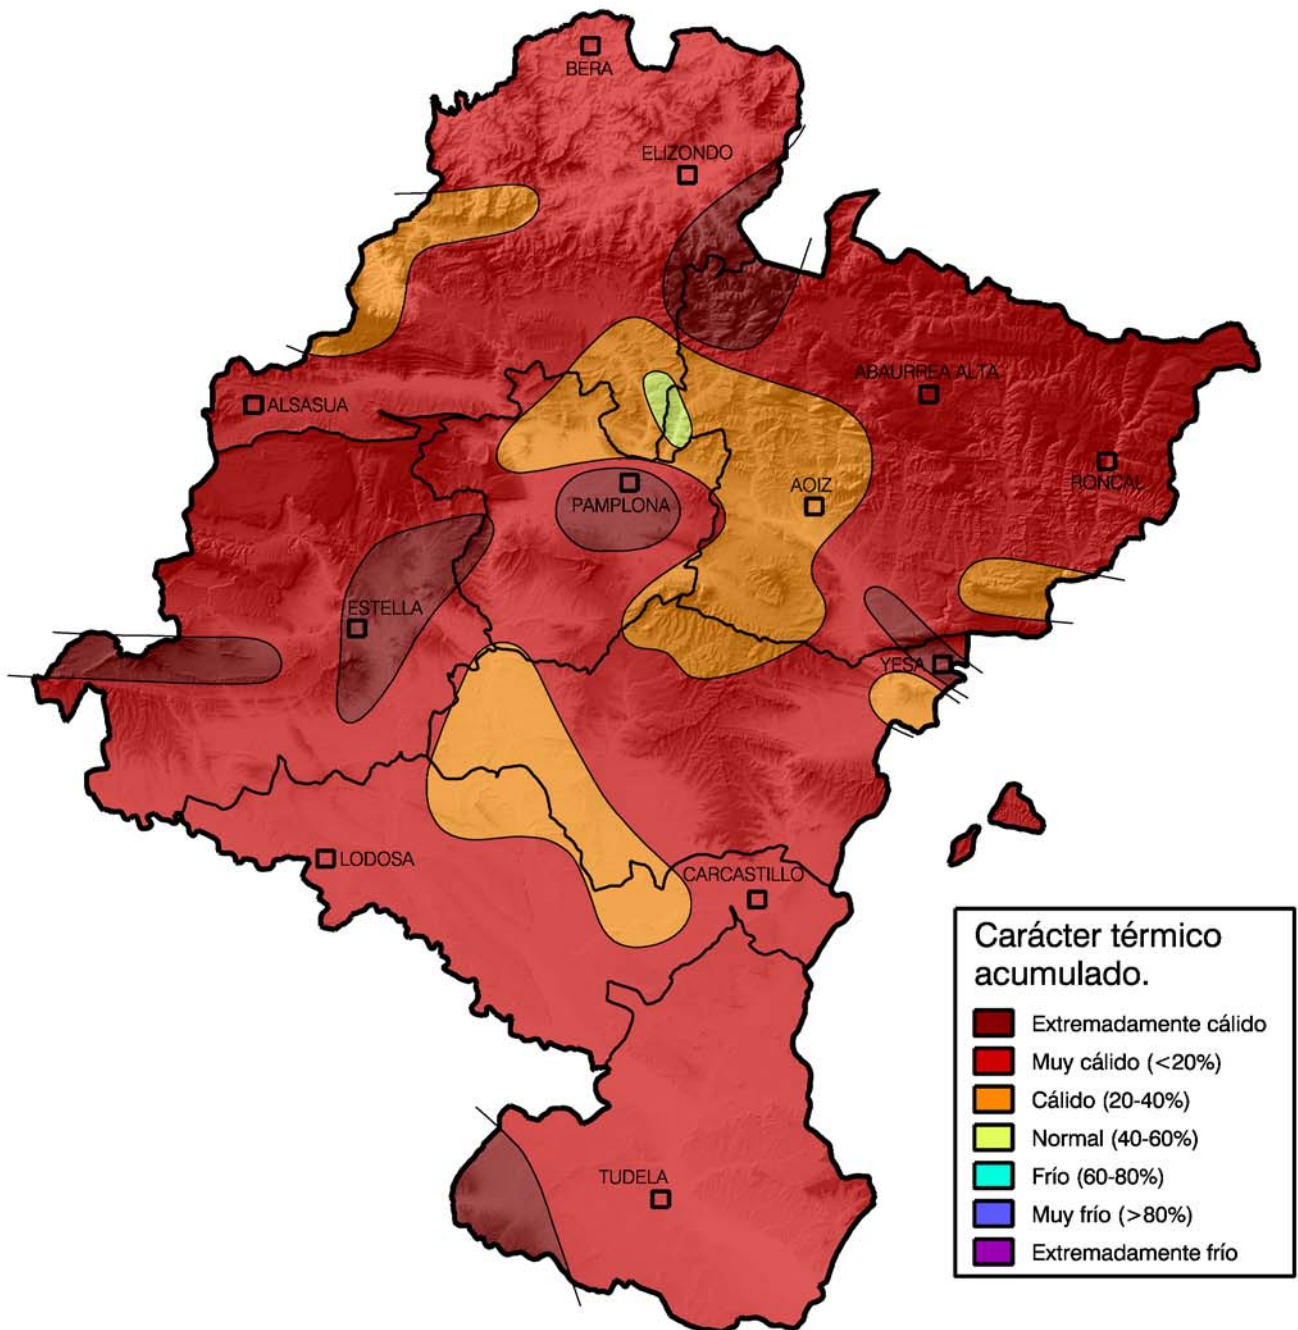 BERA
ELIZONDO
ABAURREA ALTA
ALSASUA
RONCAL
AOIZ
PAMPLONA
ESTELLA
YESA
LODOSA
CARCASTILLO
TUDELA
Carácter térmico
acumulado.
Extremadamente cálido
Muy cálido (<20%)
Cálido (20-40%)
Normal (40-60%)
Frío (60-80%)
Muy frío (>80%)
Extremadamente frío